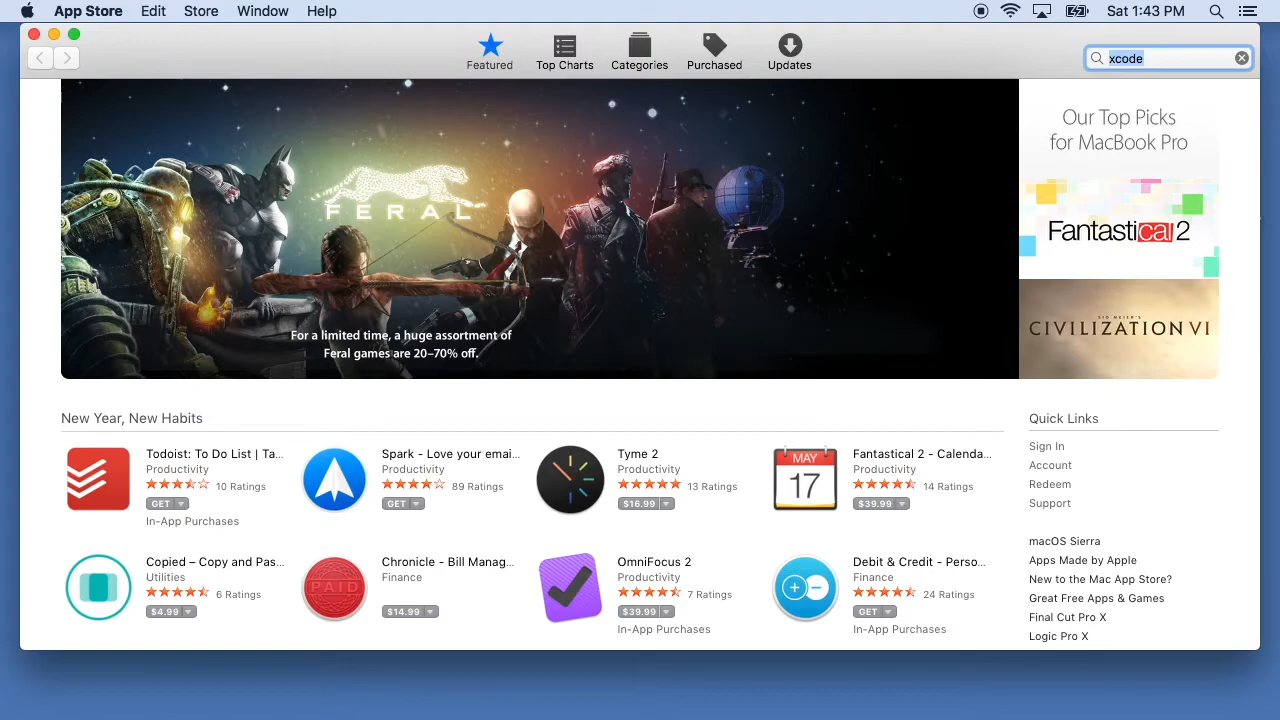 App Store Edit Store Window Help Sat 1:43 PM
Featured Top Charts Categories Purchased Updates xcode
FERAL
For a limited time, a huge assortment of
Feral games are 20–70% off.
Our Top Picks
for MacBook Pro
Fantastical 2
SID MEIER'S
CIVILIZATION VI
New Year, New Habits
Todoist: To Do List | Ta...
Productivity
10 Ratings
GET
In-App Purchases
Spark - Love your emai...
Productivity
89 Ratings
GET
Tyme 2
Productivity
13 Ratings
$16.99
MAY
17
Fantastical 2 - Calenda...
Productivity
14 Ratings
$39.99
Copied – Copy and Pas...
Utilities
6 Ratings
$4.99
PAID
Chronicle - Bill Manag...
Finance
$14.99
OmniFocus 2
Productivity
7 Ratings
$39.99
In-App Purchases
Debit & Credit - Perso...
Finance
24 Ratings
GET
In-App Purchases
Quick Links
Sign In
Account
Redeem
Support
macOS Sierra
Apps Made by Apple
New to the Mac App Store?
Great Free Apps & Games
Final Cut Pro X
Logic Pro X